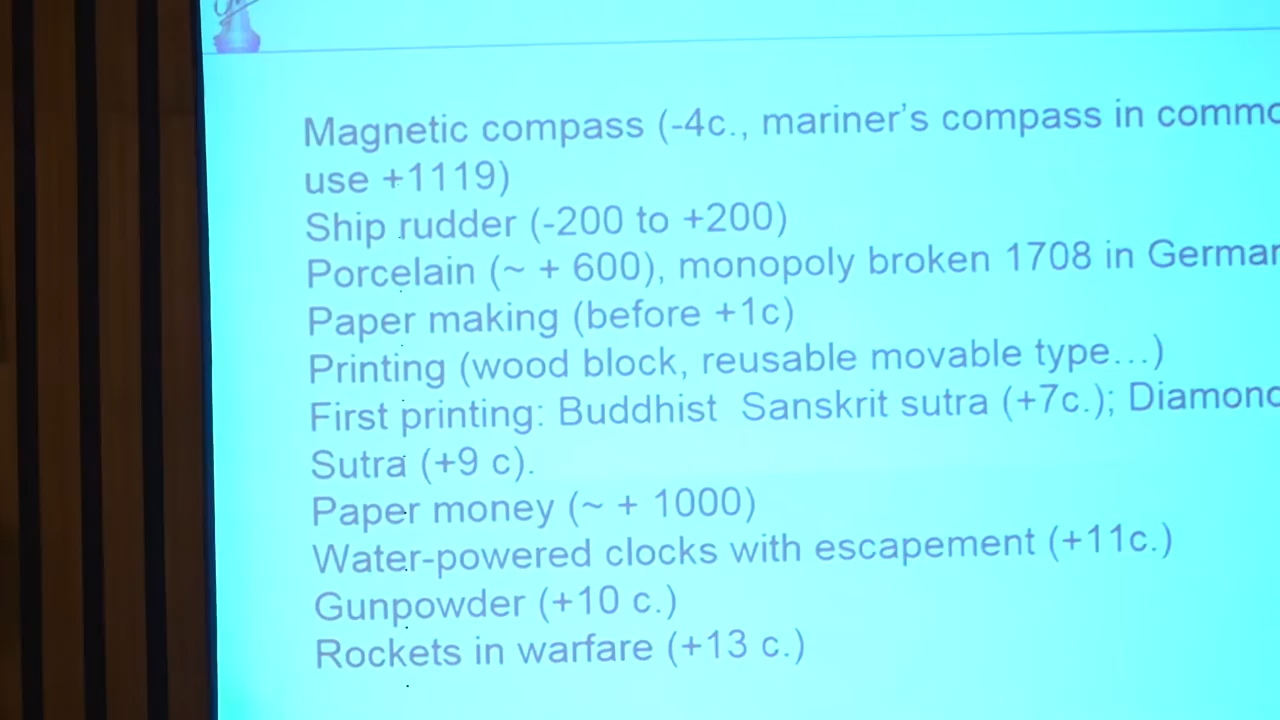 Magnetic compass (-4c., mariner's compass in commo
use +1119)
Ship rudder (-200 to +200)
Porcelain (~ + 600), monopoly broken 1708 in German
Paper making (before +1c)
Printing (wood block, reusable movable type...)
First printing: Buddhist Sanskrit sutra (+7c.); Diamond
Sutra (+9 c).
Paper money (~ + 1000)
Water-powered clocks with escapement (+11c.)
Gunpowder (+10 c.)
Rockets in warfare (+13 c.)